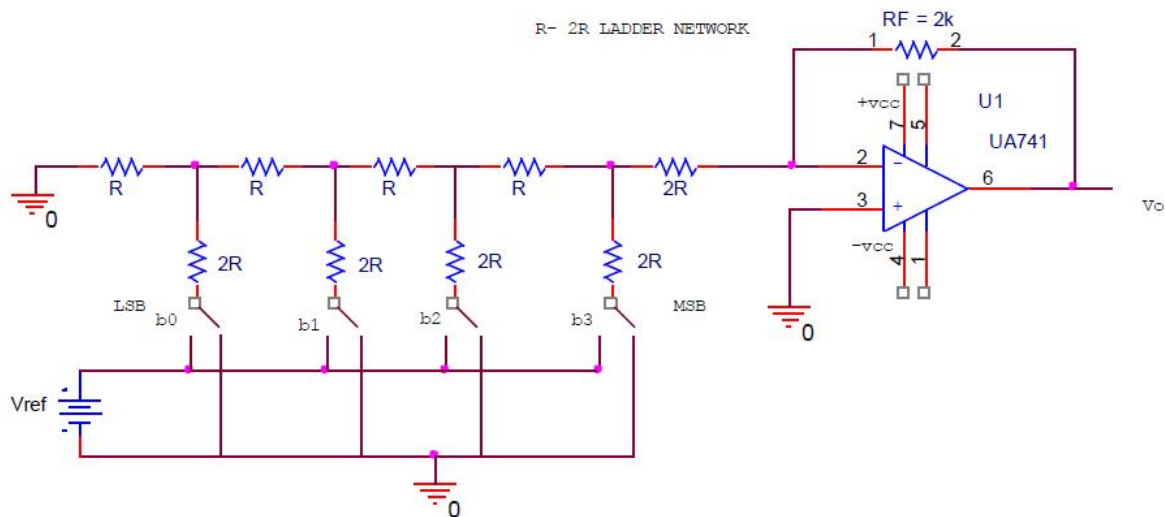 R- 2R LADDER NETWORK
RF = 2k
1
2
+vcc
7
5
U1
UA741
R
R
R
R
2R
2
-
3
+
6
Vo
0
2R
2R
2R
2R
-vcc
4
1
LSB
b0
b1
b2
b3
MSB
0
Vref
0